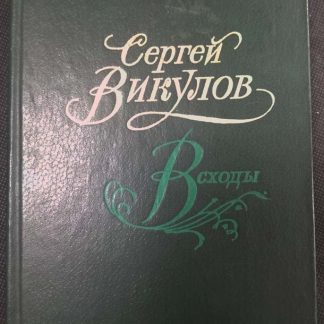 Сергей
Викулов
Всходы